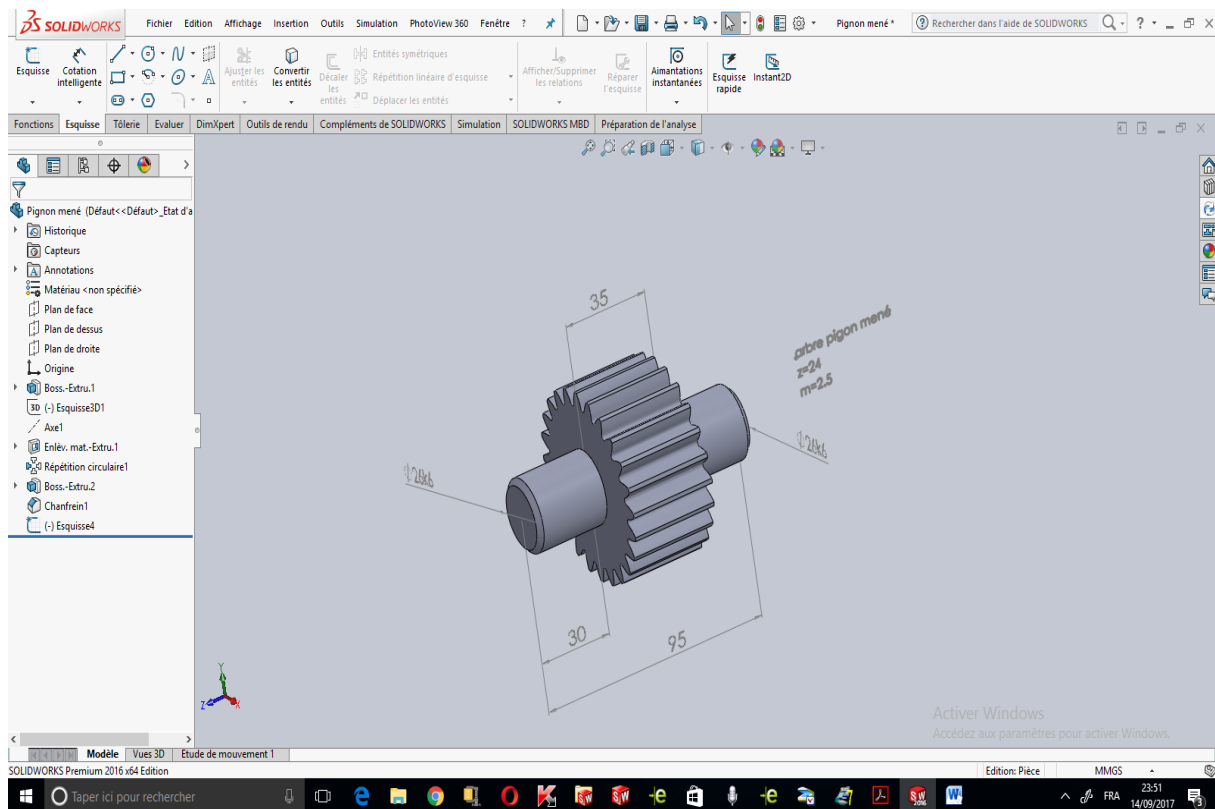 SOLIDWORKS Fichier Edition Affichage Insertion Outils Simulation PhotoView 360 Fenêtre ? Pignon mené * Rechercher dans l'aide de SOLIDWORKS ?
Esquisse Cotation intelligente Ajuster les entités Convertir les entités Décaler les entités Entités symétriques Afficher/Supprimer les relations Réparer l'esquisse Aimantations instantanées Esquisse rapide Instant2D
Répétition linéaire d'esquisse
Déplacer les entités
Fonctions Esquisse Tôlerie Evaluer DimXpert Outils de rendu Compléments de SOLIDWORKS Simulation SOLIDWORKS MBD Préparation de l'analyse
Pignon mené (Défaut<<Défaut>_Etat d'a
Historique
Capteurs
Annotations
Matériau <non spécifié>
Plan de face
Plan de dessus
Plan de droite
Origine
Boss.-Extru.1
3D (-) Esquisse3D1
Axe1
Enlèv. mat.-Extru.1
Répétition circulaire1
Boss.-Extru.2
Chanfrein1
(-) Esquisse4
35
arbre pigon mené
z=24
m=2.5
30
95
Y
Z
X
Activer Windows
Accédez aux paramètres pour activer Windows.
Modèle Vues 3D Etude de mouvement 1
SOLIDWORKS Premium 2016 x64 Edition Edition: Pièce MMGS -
Taper ici pour rechercher FRA 23:51
14/09/2017